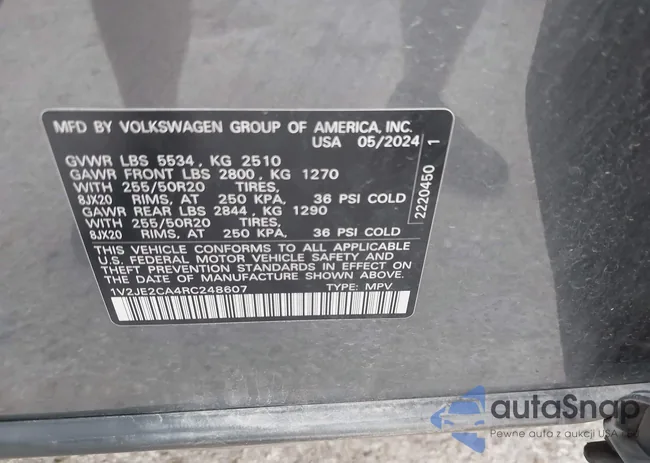 MFD BY VOLKSWAGEN GROUP OF AMERICA, INC.
USA 05/2024
GVWR LBS 5534 , KG 2510
GAWR FRONT LBS 2800 , KG 1270
WITH 255/50R20 TIRES,
8JX20 RIMS, AT 250 KPA, 36 PSI COLD
GAWR REAR LBS 2844 , KG 1290
WITH 255/50R20 TIRES,
8JX20 RIMS, AT 250 KPA, 36 PSI COLD
THIS VEHICLE CONFORMS TO ALL APPLICABLE
U.S. FEDERAL MOTOR VEHICLE SAFETY AND
THEFT PREVENTION STANDARDS IN EFFECT ON
THE DATE OF MANUFACTURE SHOWN ABOVE.
1V2JE2CA4RC248607 TYPE: MPV
2220450 1
autaSnap
Pewne auta z aukcji USA i